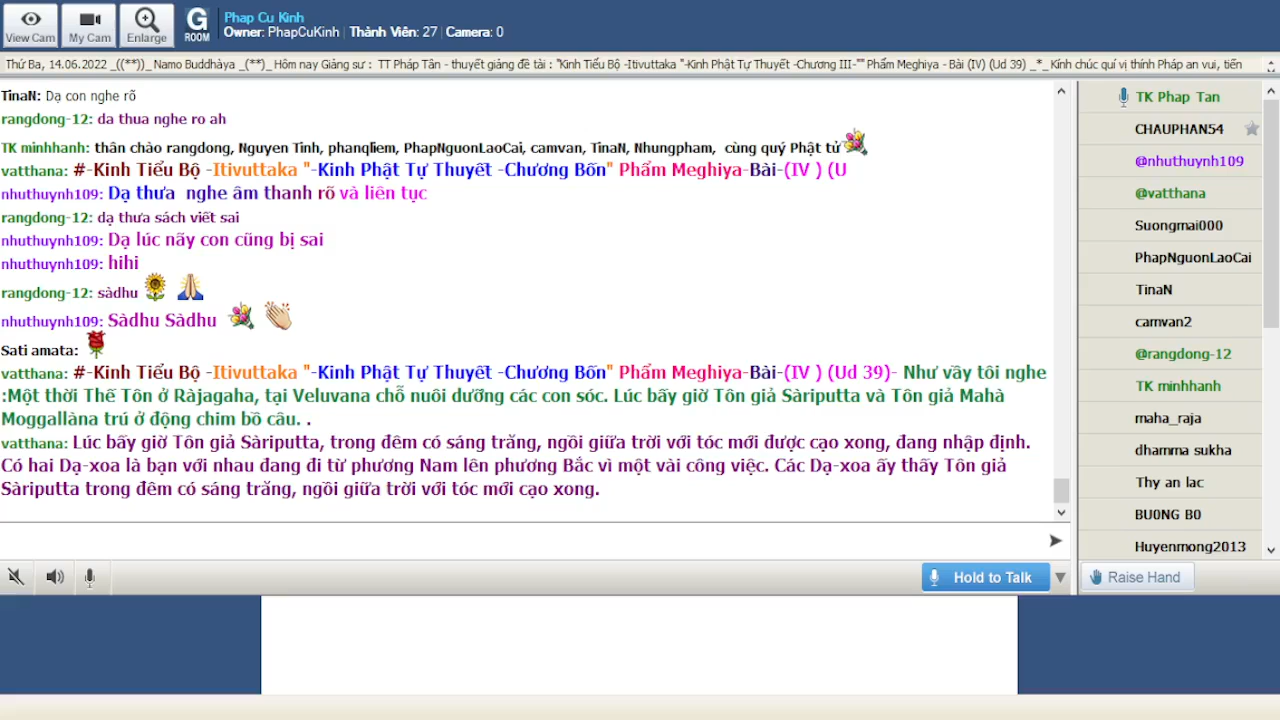 View Cam
My Cam
Enlarge
G
ROOM
Phap Cu Kinh
Owner: PhapCuKinh | Thành Viên: 27 | Camera: 0
Thứ Ba, 14.06.2022 _((**))_ Namo Buddhàya _(**)_ Hôm nay Giảng sư : TT Pháp Tân - thuyết giảng đề tài : "Kinh Tiểu Bộ -Itivuttaka "-Kinh Phật Tự Thuyết -Chương III-"" Phẩm Meghiya - Bài (IV) (Ud 39) _*_ Kính chúc quí vị thính Pháp an vui, tiến
TinaN: Dạ con nghe rõ
rangdong-12: da thua nghe ro ah
TK minhhanh: thân chào rangdong, Nguyen Tinh, phanqliem, PhapNguonLaoCai, camvan, TinaN, Nhungpham, cùng quý Phật tử
vatthana: #-Kinh Tiểu Bộ -Itivuttaka "-Kinh Phật Tự Thuyết -Chương Bốn" Phẩm Meghiya-Bài-(IV ) (U
nhuthuynh109: Dạ thưa nghe âm thanh rõ và liên tục
rangdong-12: dạ thưa sách viết sai
nhuthuynh109: Dạ lúc nãy con cũng bị sai
nhuthuynh109: hihi
rangdong-12: sàdhu
nhuthuynh109: Sàdhu Sàdhu
Sati amata:
vatthana: #-Kinh Tiểu Bộ -Itivuttaka "-Kinh Phật Tự Thuyết -Chương Bốn" Phẩm Meghiya-Bài-(IV ) (Ud 39)- Như vầy tôi nghe
:Một thời Thế Tôn ở Ràjagaha, tại Veluvana chỗ nuôi dưỡng các con sóc. Lúc bấy giờ Tôn giả Sàriputta và Tôn giả Mahà
Moggallàna trú ở động chim bồ câu. .
vatthana: Lúc bấy giờ Tôn giả Sàriputta, trong đêm có sáng trăng, ngồi giữa trời với tóc mới được cạo xong, đang nhập định.
Có hai Dạ-xoa là bạn với nhau đang đi từ phương Nam lên phương Bắc vì một vài công việc. Các Dạ-xoa ấy thấy Tôn giả
Sàriputta trong đêm có sáng trăng, ngồi giữa trời với tóc mới cạo xong.
Hold to Talk
TK Phap Tan
CHAUPHAN54
@nhuthuynh109
@vatthana
Suongmai000
PhapNguonLaoCai
TinaN
camvan2
@rangdong-12
TK minhhanh
maha_raja
dhamma sukha
Thy an lac
BU0NG B0
Huyenmong2013
Raise Hand